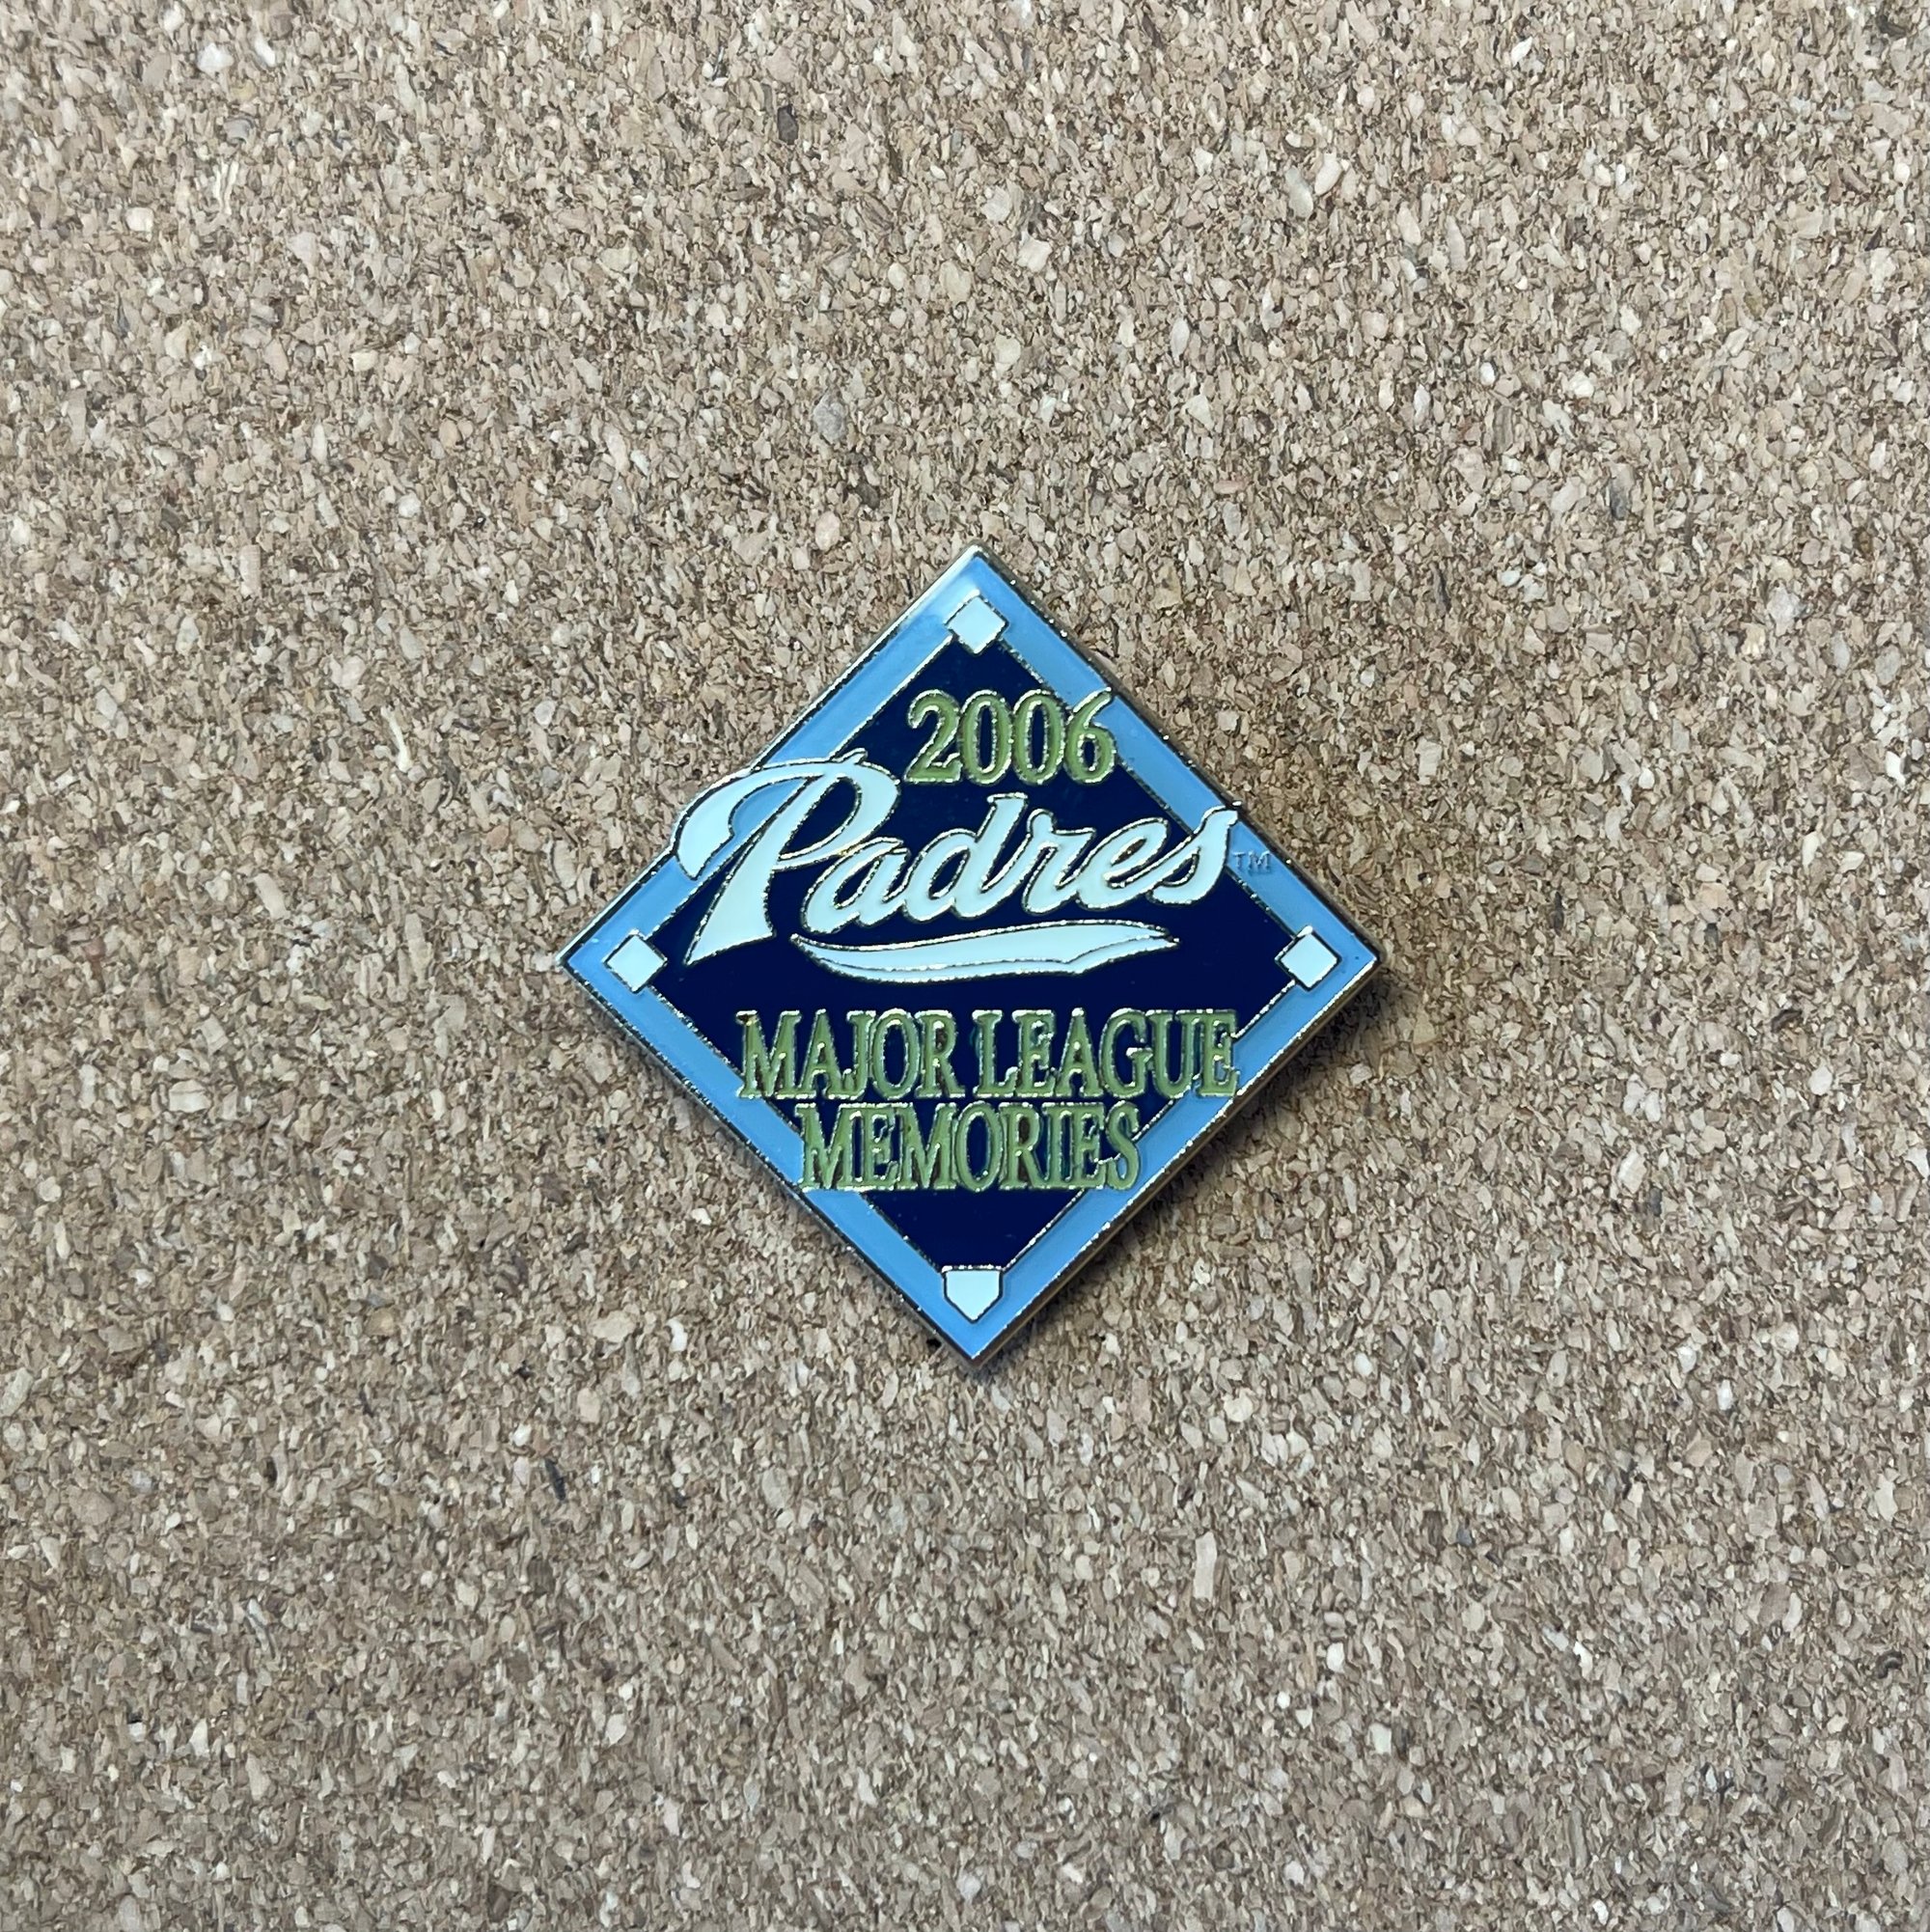 2006
Padres™
MAJOR LEAGUE
MEMORIES